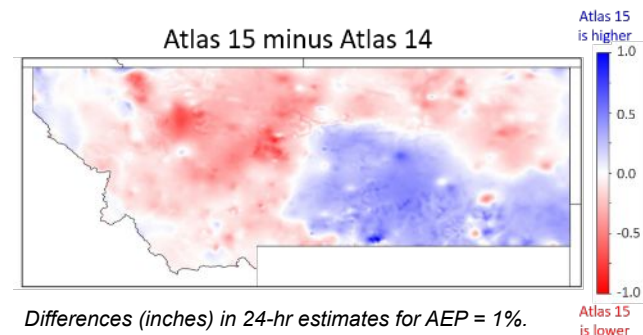 Atlas 15 minus Atlas 14
Atlas 15
is higher
1.0
0.5
0.0
-0.5
-1.0
Atlas 15
is lower
Differences (inches) in 24-hr estimates for AEP = 1%.